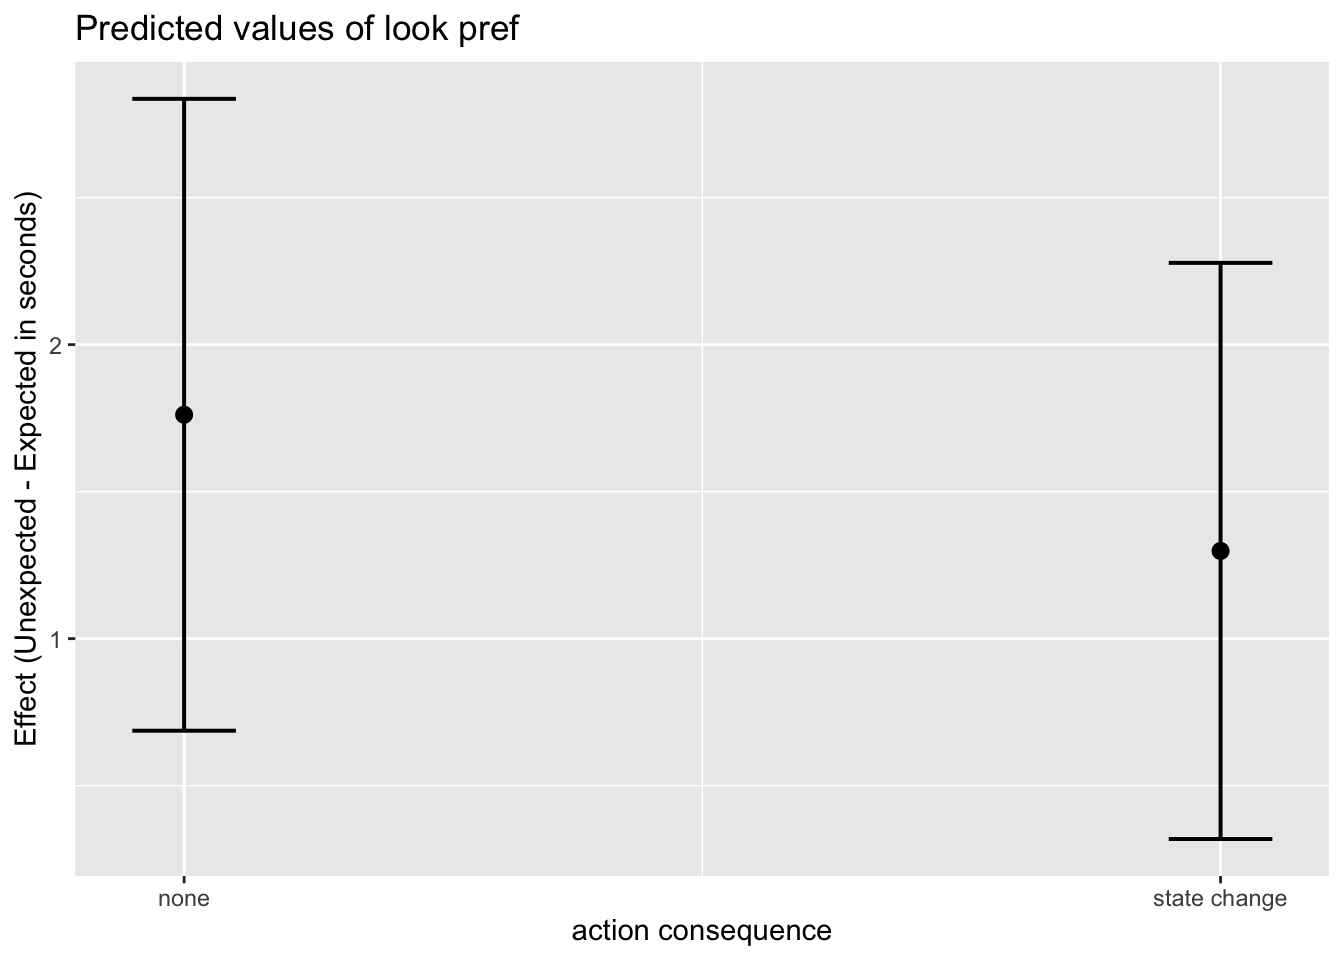 Predicted values of look pref
Effect (Unexpected - Expected in seconds)
2
1
none
state change
action consequence